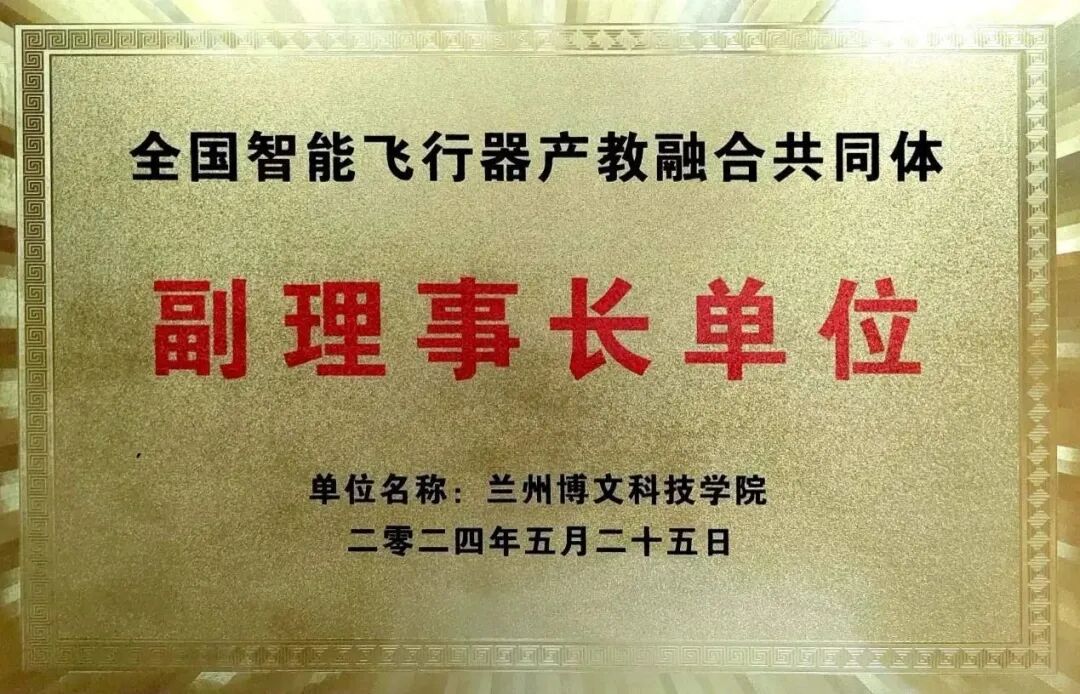 全国智能飞行器产教融合共同体
副理事长单位
单位名称：兰州博文科技学院
二零二四年五月二十五日